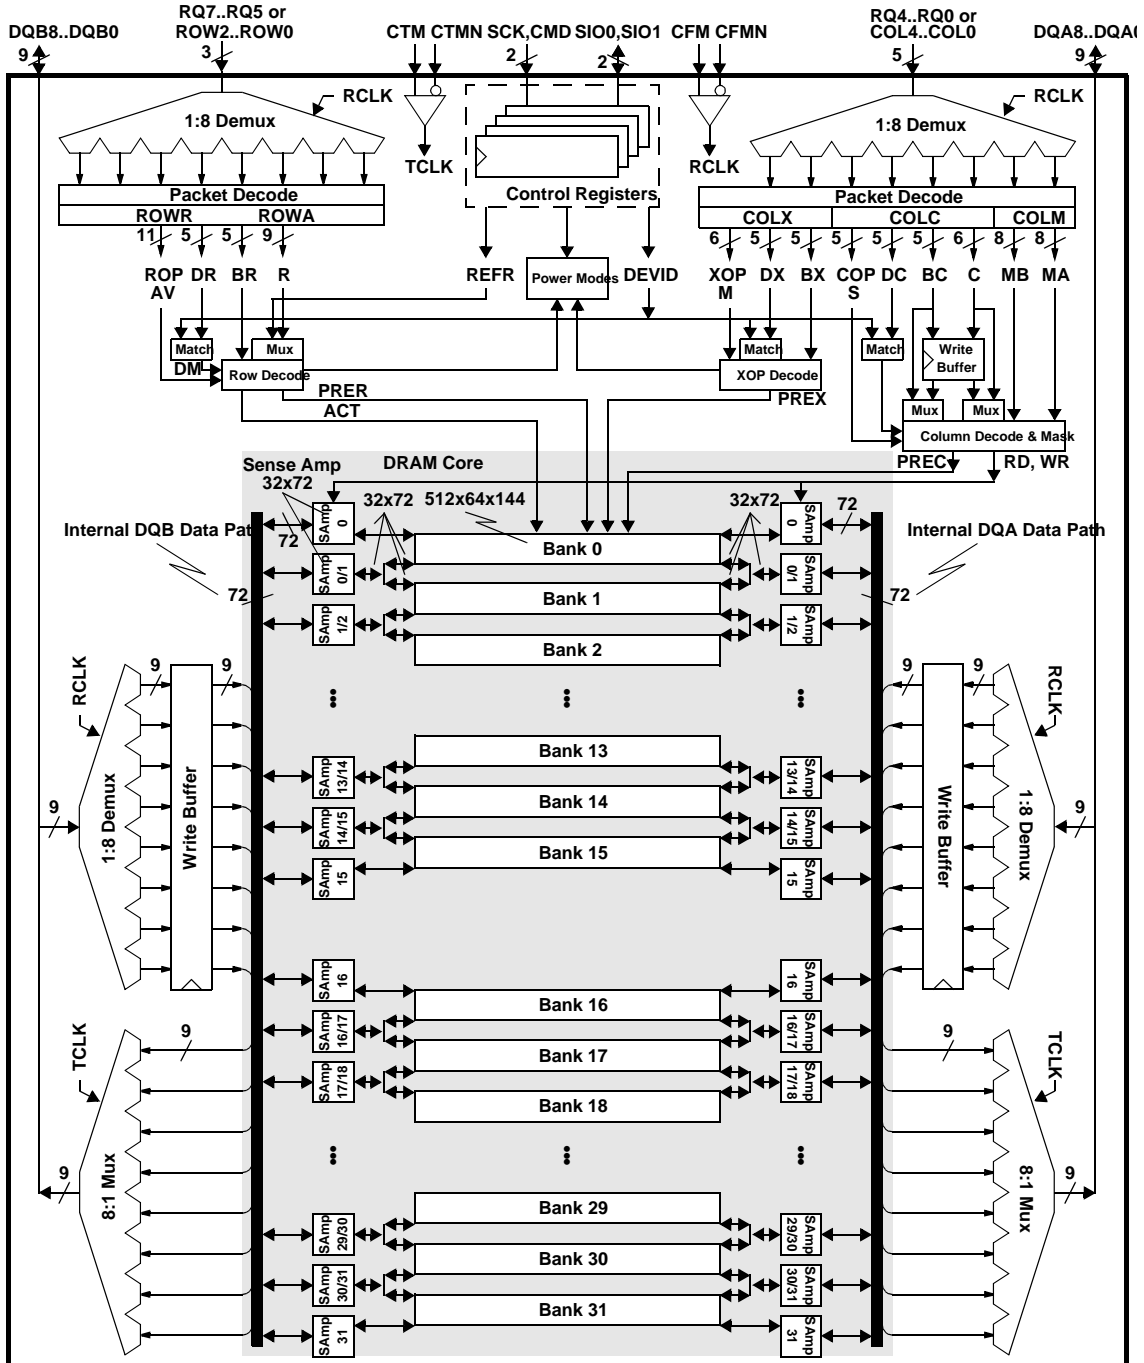 RQ7..RQ5 or
RQ4..RQ0 or
DQB8..DQB0
ROW2..ROW0
CTM CTMN SCK,CMD SIO0,SIO1 CFM CFMN
COL4..COL0
DQA8..DQA0
9
3
2
2
5
9
RCLK
RCLK
1:8 Demux
1:8 Demux
TCLK
RCLK
Control Registers
Packet Decode
Packet Decode
ROWR
ROWA
COLX
COLC
COLM
11
5
5
9
6
5
5
5
5
5
6
8
8
ROP
DR
BR
R
REFR
Power Modes
DEVID
XOP
DX
BX
COP
DC
BC
C
MB
MA
AV
M
S
Match
Mux
Match
Match
Write
Buffer
DM
Row Decode
XOP Decode
PRER
PREX
ACT
Mux
Mux
Column Decode & Mask
PREC
RD, WR
Sense Amp
DRAM Core
32x72
32x72
512x64x144
32x72
Internal DQB Data Pat
72
72
Internal DQA Data Path
SAmp
0
Bank 0
SAmp
0
SAmp
0/1
SAmp
0/1
72
Bank 1
72
SAmp
1/2
SAmp
1/2
Bank 2
9
9
RCLK
9
9
RCLK
Bank 13
SAmp
13/14
SAmp
13/14
Bank 14
9
1:8 Demux
Write Buffer
SAmp
14/15
SAmp
14/15
Write Buffer
1:8 Demux
9
Bank 15
SAmp
15
SAmp
15
SAmp
16
SAmp
16
Bank 16
SAmp
16/17
SAmp
16/17
TCLK
9
Bank 17
9
TCLK
SAmp
17/18
SAmp
17/18
Bank 18
9
8:1 Mux
8:1 Mux
9
Bank 29
SAmp
29/30
SAmp
29/30
Bank 30
SAmp
30/31
SAmp
30/31
Bank 31
SAmp
31
SAmp
31